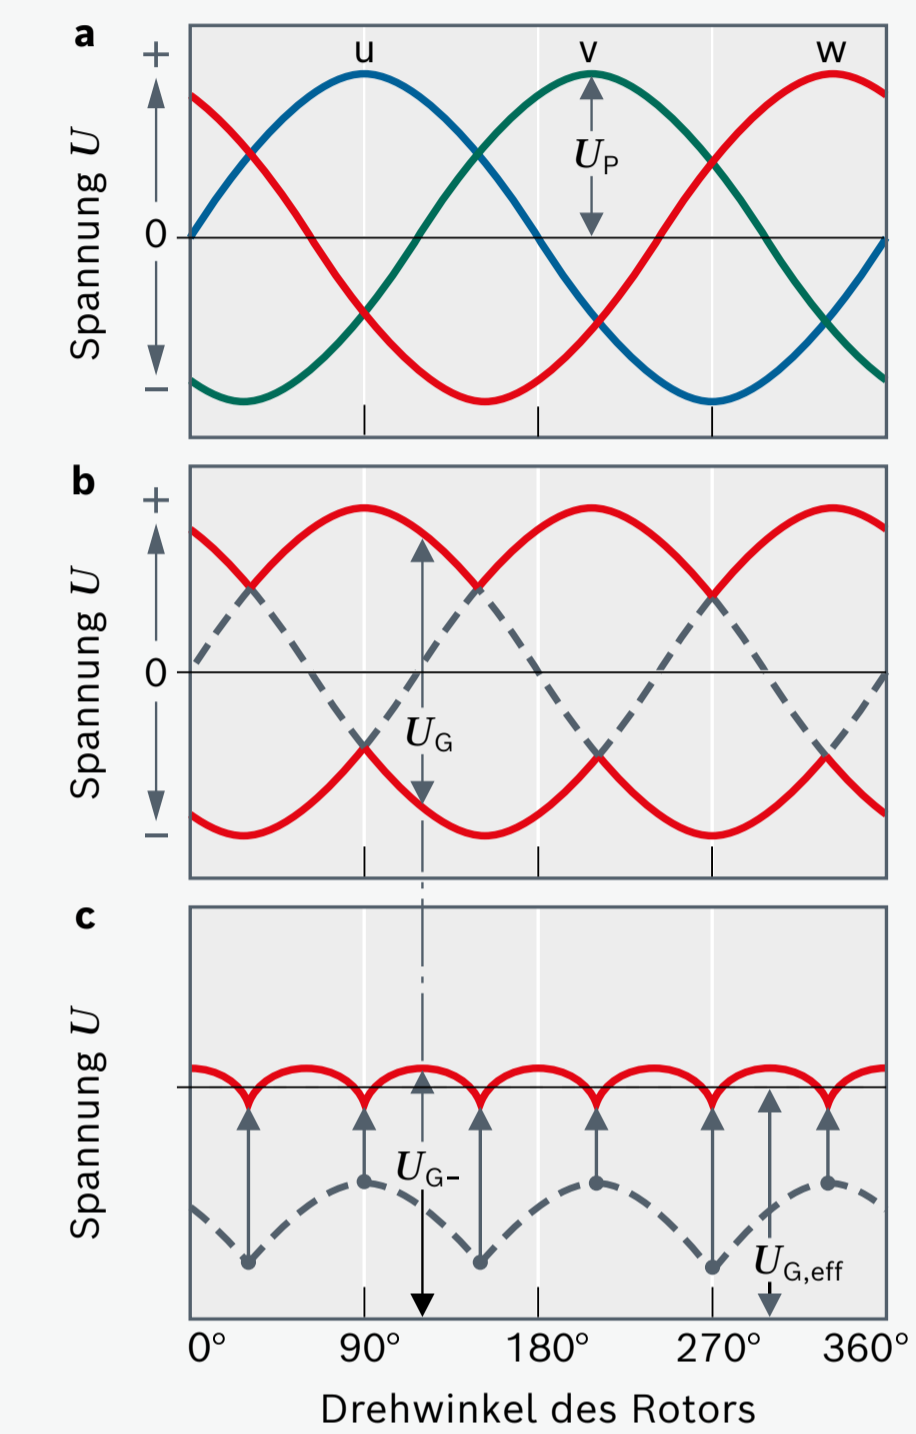 a
u v w
+
Spannung U
0
−
U_P
b
+
Spannung U
0
−
U_G
c
Spannung U
U_G−
U_G,eff
0° 90° 180° 270° 360°
Drehwinkel des Rotors